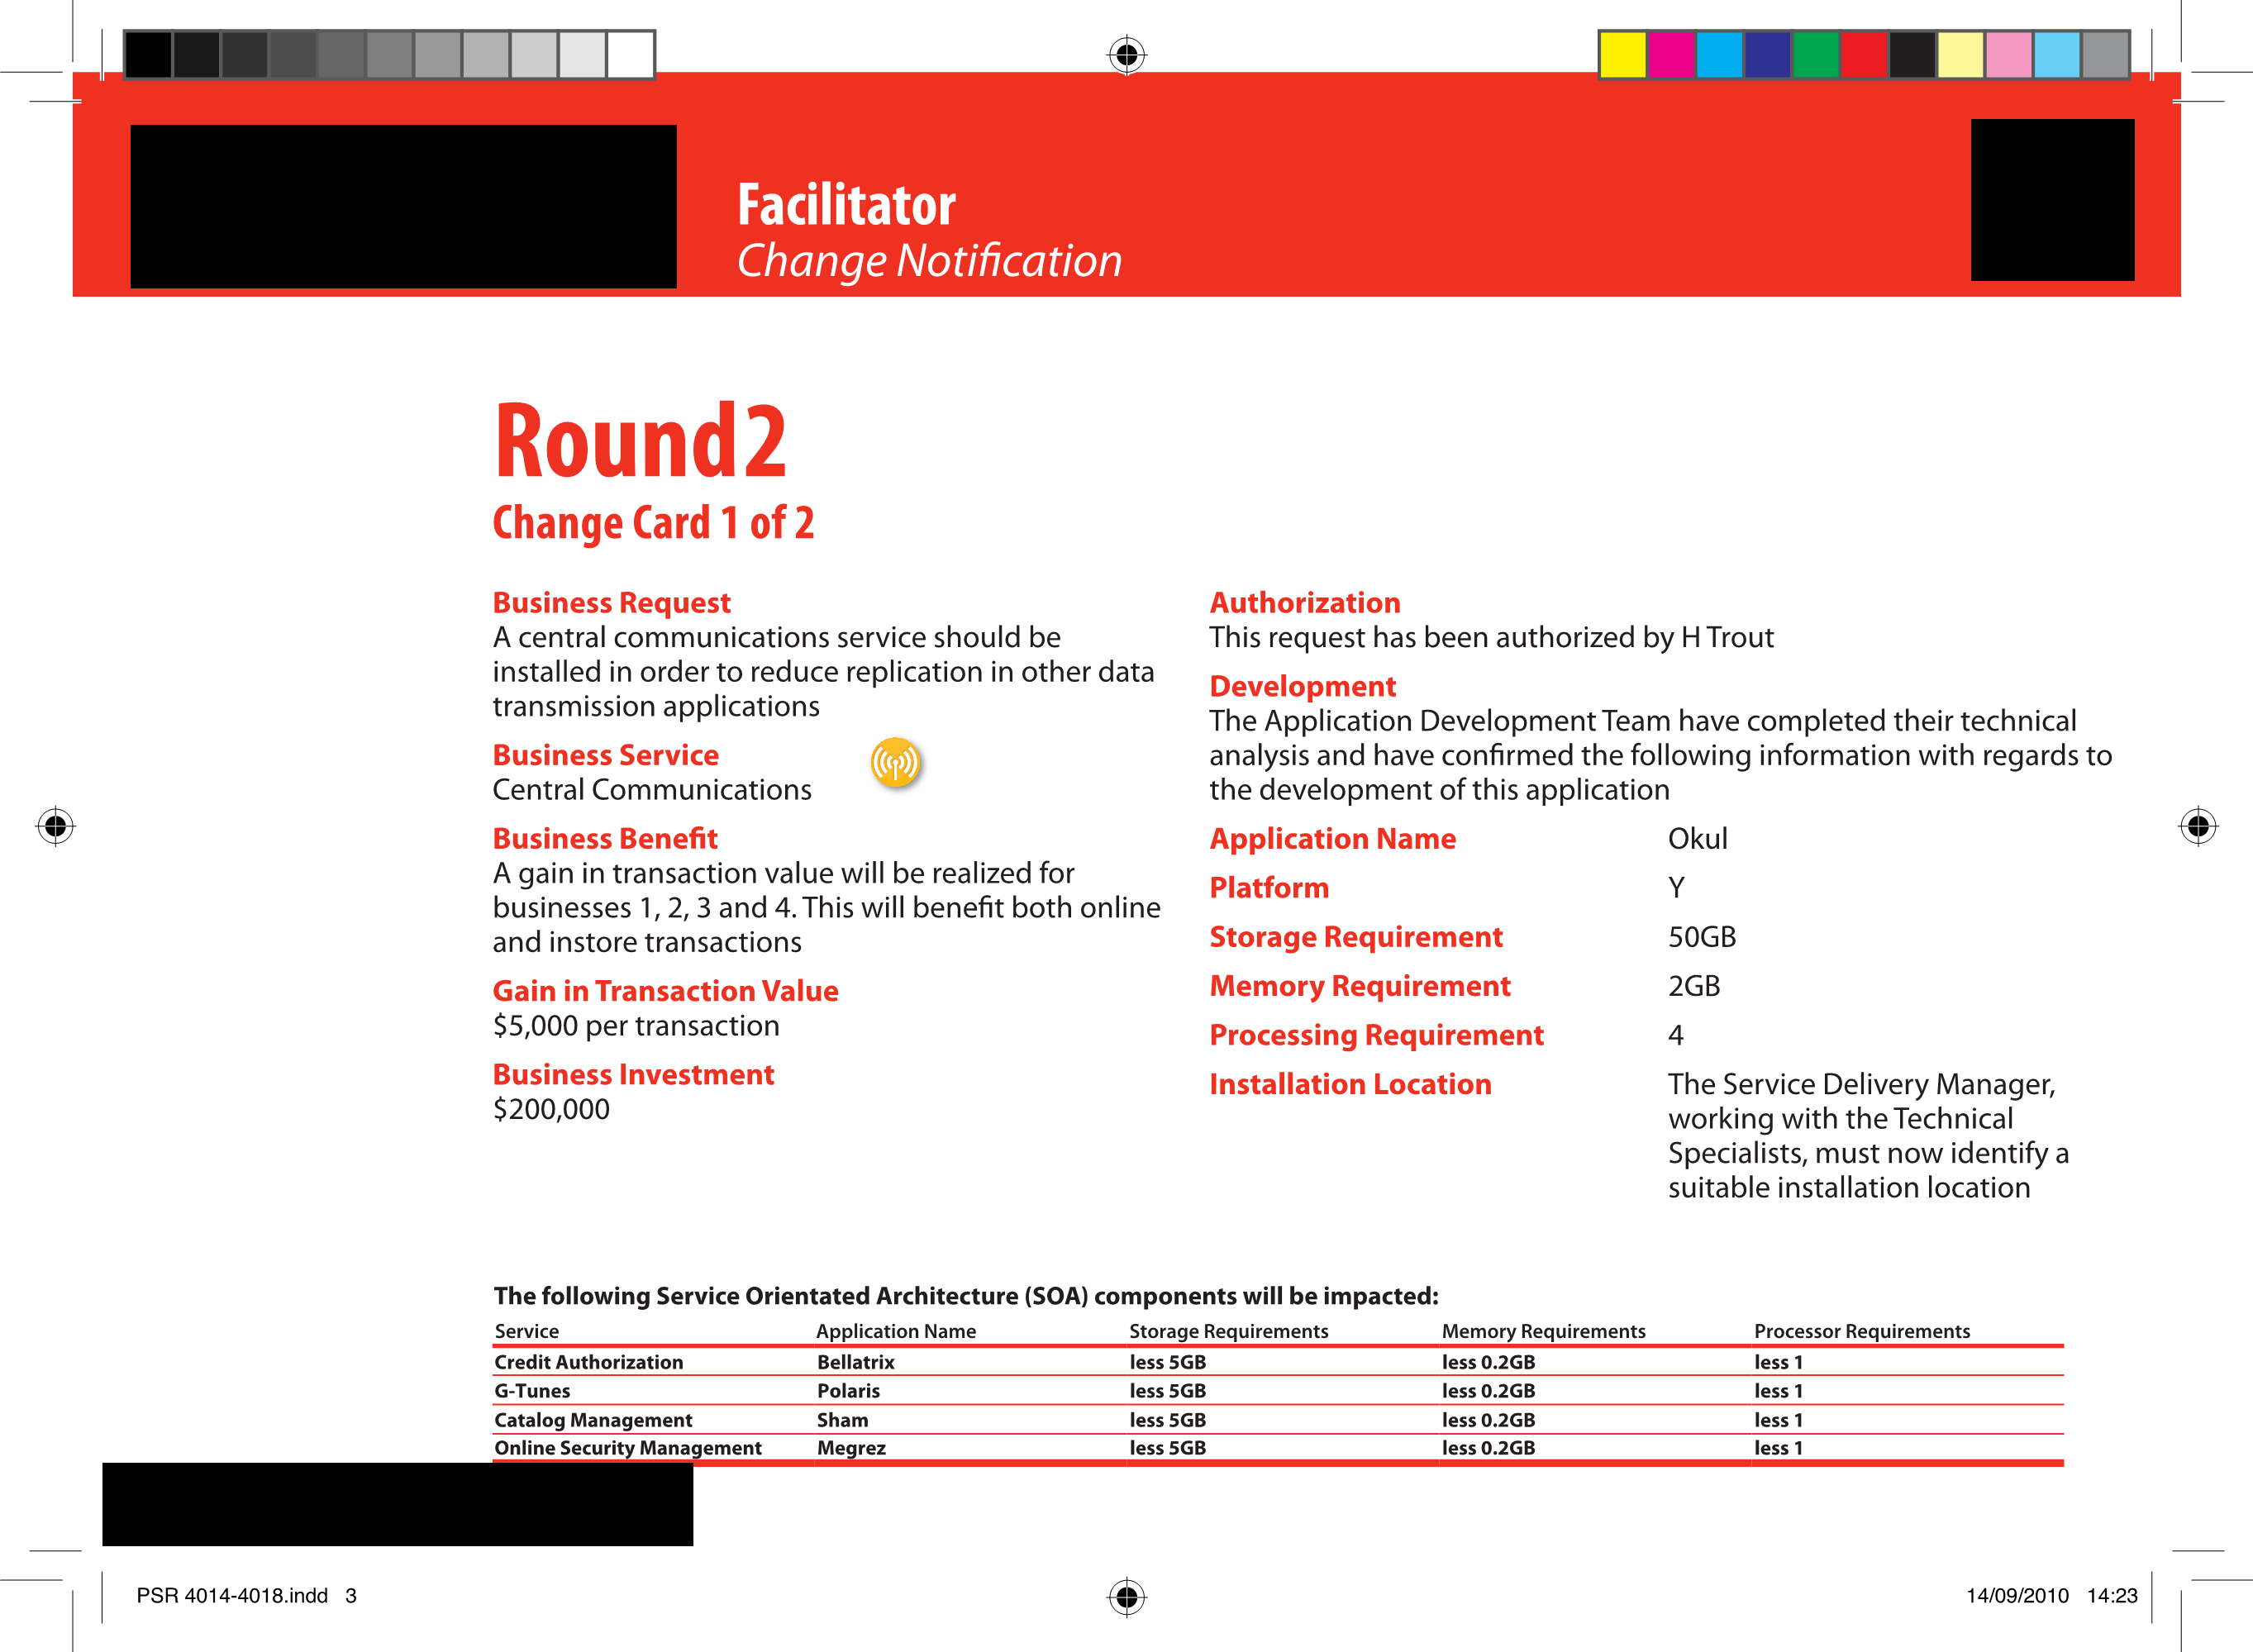 Facilitator
Change Notification
Round2
Change Card 1 of 2
Business Request
A central communications service should be
installed in order to reduce replication in other data
transmission applications
Business Service
Central Communications
Business Benefit
A gain in transaction value will be realized for
businesses 1, 2, 3 and 4. This will benefit both online
and instore transactions
Gain in Transaction Value
$5,000 per transaction
Business Investment
$200,000
Authorization
This request has been authorized by H Trout
Development
The Application Development Team have completed their technical
analysis and have confirmed the following information with regards to
the development of this application
Application Name Okul
Platform Y
Storage Requirement 50GB
Memory Requirement 2GB
Processing Requirement 4
Installation Location The Service Delivery Manager,
working with the Technical
Specialists, must now identify a
suitable installation location
The following Service Orientated Architecture (SOA) components will be impacted:
Service Application Name Storage Requirements Memory Requirements Processor Requirements
Credit Authorization Bellatrix less 5GB less 0.2GB less 1
G-Tunes Polaris less 5GB less 0.2GB less 1
Catalog Management Sham less 5GB less 0.2GB less 1
Online Security Management Megrez less 5GB less 0.2GB less 1
PSR 4014-4018.indd 3 14/09/2010 14:23